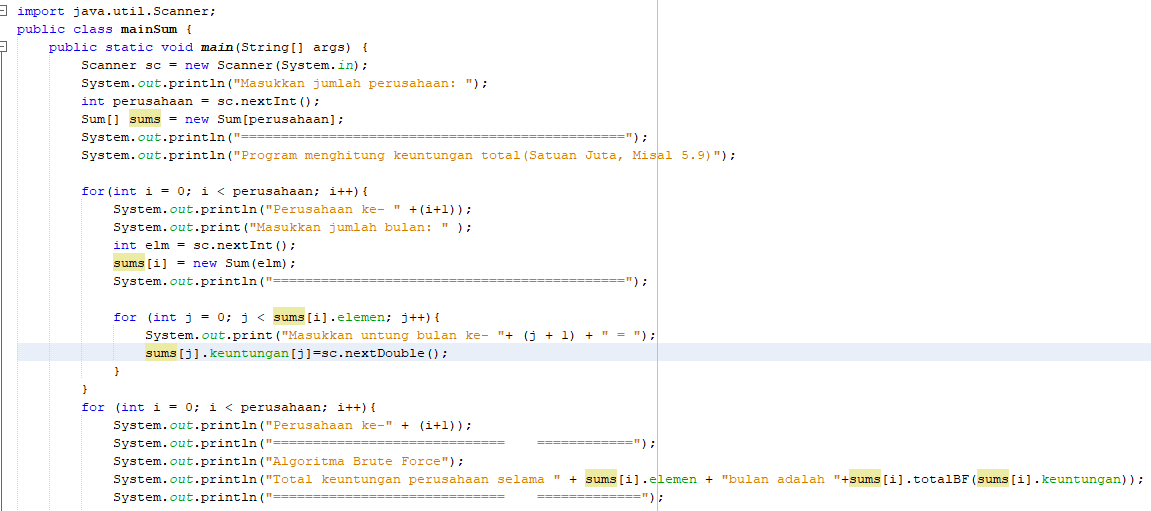 import java.util.Scanner;
public class mainSum {
public static void main(String[] args) {
Scanner sc = new Scanner(System.in);
System.out.println("Masukkan jumlah perusahaan: ");
int perusahaan = sc.nextInt();
Sum[] sums = new Sum[perusahaan];
System.out.println("================================================");
System.out.println("Program menghitung keuntungan total(Satuan Juta, Misal 5.9)");
for(int i = 0; i < perusahaan; i++){
System.out.println("Perusahaan ke- " +(i+1));
System.out.print("Masukkan jumlah bulan: " );
int elm = sc.nextInt();
sums[i] = new Sum(elm);
System.out.println("============================================");
for (int j = 0; j < sums[i].elemen; j++){
System.out.print("Masukkan untung bulan ke- "+ (j + 1) + " = ");
sums[j].keuntungan[j]=sc.nextDouble();
}
}
for (int i = 0; i < perusahaan; i++){
System.out.println("Perusahaan ke-" + (i+1));
System.out.println("=============================    ============");
System.out.println("Algoritma Brute Force");
System.out.println("Total keuntungan perusahaan selama " + sums[i].elemen + "bulan adalah "+sums[i].totalBF(sums[i].keuntungan));
System.out.println("=============================    =============");